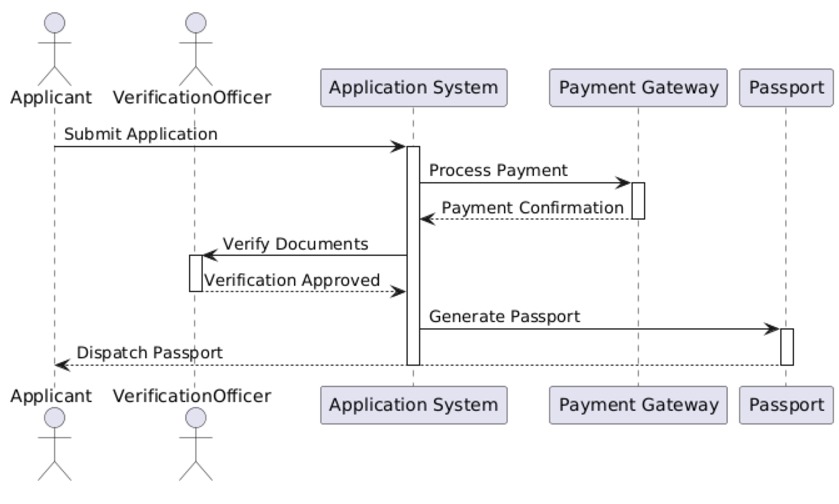 Applicant
VerificationOfficer
Application System
Payment Gateway
Passport
Submit Application
Process Payment
Payment Confirmation
Verify Documents
Verification Approved
Generate Passport
Dispatch Passport
Applicant
VerificationOfficer
Application System
Payment Gateway
Passport